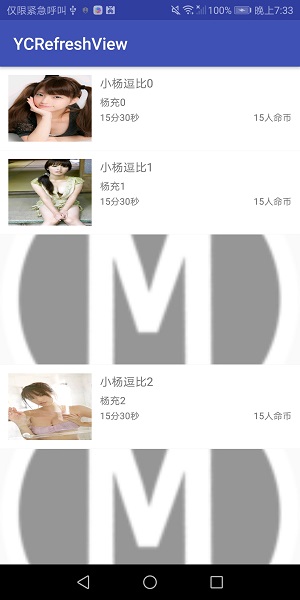 仅限紧急呼叫 100% 晚上7:33
YCRefreshView
小杨逗比0
杨充0
15分30秒 15人命币
小杨逗比1
杨充1
15分30秒 15人命币
M
小杨逗比2
杨充2
15分30秒 15人命币
M